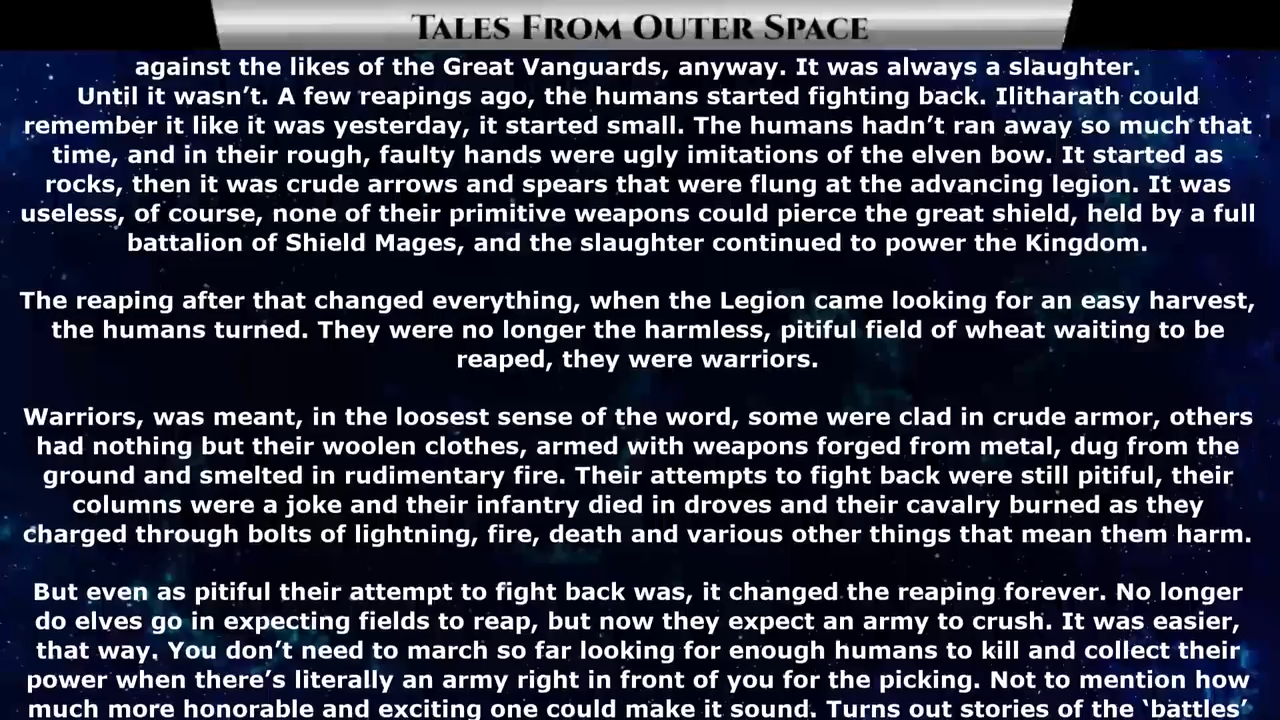 Tales From Outer Space
against the likes of the Great Vanguards, anyway. It was always a slaughter.
Until it wasn’t. A few reapings ago, the humans started fighting back. Ilitharath could
remember it like it was yesterday, it started small. The humans hadn’t ran away so much that
time, and in their rough, faulty hands were ugly imitations of the elven bow. It started as
rocks, then it was crude arrows and spears that were flung at the advancing legion. It was
useless, of course, none of their primitive weapons could pierce the great shield, held by a full
battalion of Shield Mages, and the slaughter continued to power the Kingdom.
The reaping after that changed everything, when the Legion came looking for an easy harvest,
the humans turned. They were no longer the harmless, pitiful field of wheat waiting to be
reaped, they were warriors.
Warriors, was meant, in the loosest sense of the word, some were clad in crude armor, others
had nothing but their woolen clothes, armed with weapons forged from metal, dug from the
ground and smelted in rudimentary fire. Their attempts to fight back were still pitiful, their
columns were a joke and their infantry died in droves and their cavalry burned as they
charged through bolts of lightning, fire, death and various other things that mean them harm.
But even as pitiful their attempt to fight back was, it changed the reaping forever. No longer
do elves go in expecting fields to reap, but now they expect an army to crush. It was easier,
that way. You don’t need to march so far looking for enough humans to kill and collect their
power when there’s literally an army right in front of you for the picking. Not to mention how
much more honorable and exciting one could make it sound. Turns out stories of the ‘battles’